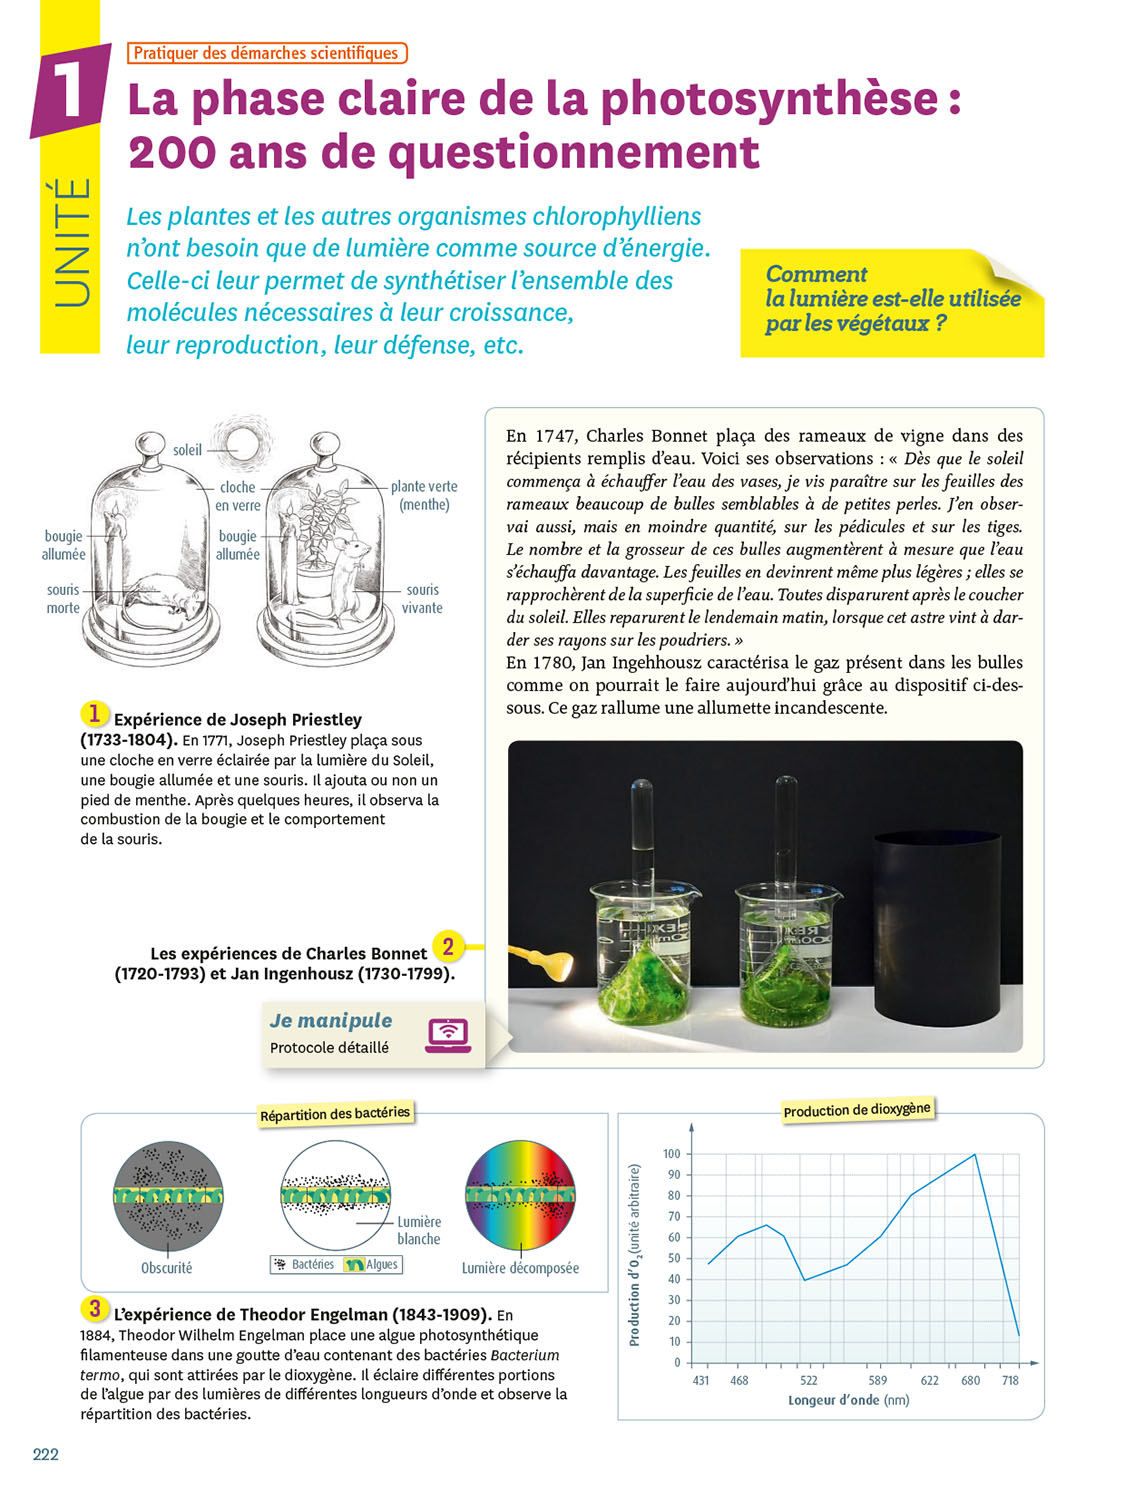 Pratiquer des démarches scientifiques
1
UNITÉ
La phase claire de la photosynthèse :
200 ans de questionnement
Les plantes et les autres organismes chlorophylliens
n'ont besoin que de lumière comme source d'énergie.
Celle-ci leur permet de synthétiser l'ensemble des
molécules nécessaires à leur croissance,
leur reproduction, leur défense, etc.
Comment
la lumière est-elle utilisée
par les végétaux ?
soleil
cloche
en verre
plante verte
(menthe)
bougie
allumée
bougie
allumée
souris
morte
souris
vivante
1 Expérience de Joseph Priestley
(1733-1804). En 1771, Joseph Priestley plaça sous
une cloche en verre éclairée par la lumière du Soleil,
une bougie allumée et une souris. Il ajouta ou non un
pied de menthe. Après quelques heures, il observa la
combustion de la bougie et le comportement
de la souris.
En 1747, Charles Bonnet plaça des rameaux de vigne dans des
récipients remplis d'eau. Voici ses observations : « Dès que le soleil
commença à échauffer l'eau des vases, je vis paraître sur les feuilles des
rameaux beaucoup de bulles semblables à de petites perles. J'en obser-
vai aussi, mais en moindre quantité, sur les pédicules et sur les tiges.
Le nombre et la grosseur de ces bulles augmentèrent à mesure que l'eau
s'échauffa davantage. Les feuilles en devinrent même plus légères ; elles se
rapprochèrent de la superficie de l'eau. Toutes disparurent après le coucher
du soleil. Elles reparurent le lendemain matin, lorsque cet astre vint à dar-
der ses rayons sur les poudriers. »
En 1780, Jan Ingehhousz caractérisa le gaz présent dans les bulles
comme on pourrait le faire aujourd'hui grâce au dispositif ci-des-
sous. Ce gaz rallume une allumette incandescente.
Les expériences de Charles Bonnet 2
(1720-1793) et Jan Ingenhousz (1730-1799).
Je manipule
Protocole détaillé
Répartition des bactéries
Obscurité
Lumière
blanche
Bactéries
Algues
Lumière décomposée
3 L'expérience de Theodor Engelman (1843-1909). En
1884, Theodor Wilhelm Engelman place une algue photosynthétique
filamenteuse dans une goutte d'eau contenant des bactéries Bacterium
termo, qui sont attirées par le dioxygène. Il éclaire différentes portions
de l'algue par des lumières de différentes longueurs d'onde et observe la
répartition des bactéries.
Production de dioxygène
Production d'O2 (unité arbitraire)
100
90
80
70
60
50
40
30
20
10
0
431 468 522 589 622 680 718
Longeur d'onde (nm)
222